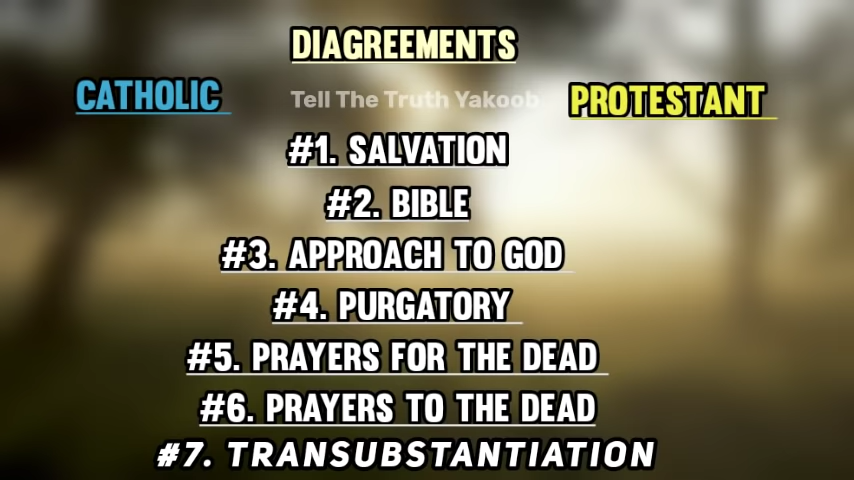 DIAGREEMENTS
CATHOLIC
Tell The Truth Yakoob
PROTESTANT
#1. SALVATION
#2. BIBLE
#3. APPROACH TO GOD
#4. PURGATORY
#5. PRAYERS FOR THE DEAD
#6. PRAYERS TO THE DEAD
#7. TRANSUBSTANTIATION